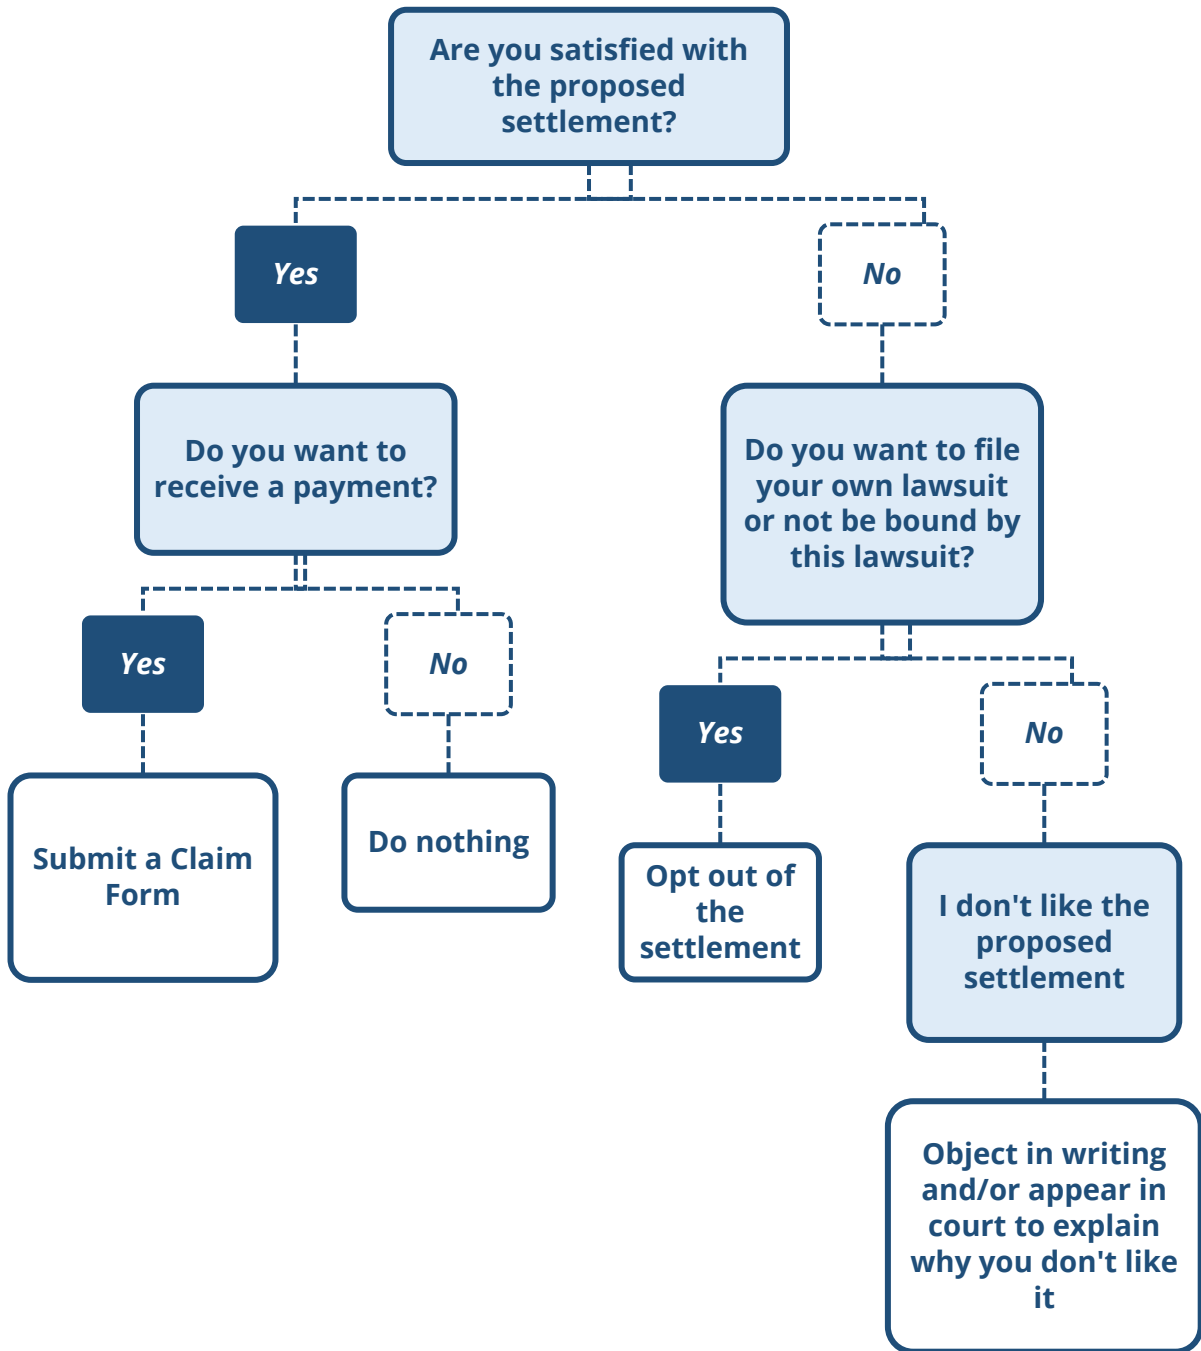 Are you satisfied with
the proposed
settlement?
Yes
No
Do you want to
receive a payment?
Do you want to file
your own lawsuit
or not be bound by
this lawsuit?
Yes
No
Yes
No
Submit a Claim
Form
Do nothing
Opt out of
the
settlement
I don't like the
proposed
settlement
Object in writing
and/or appear in
court to explain
why you don't like
it